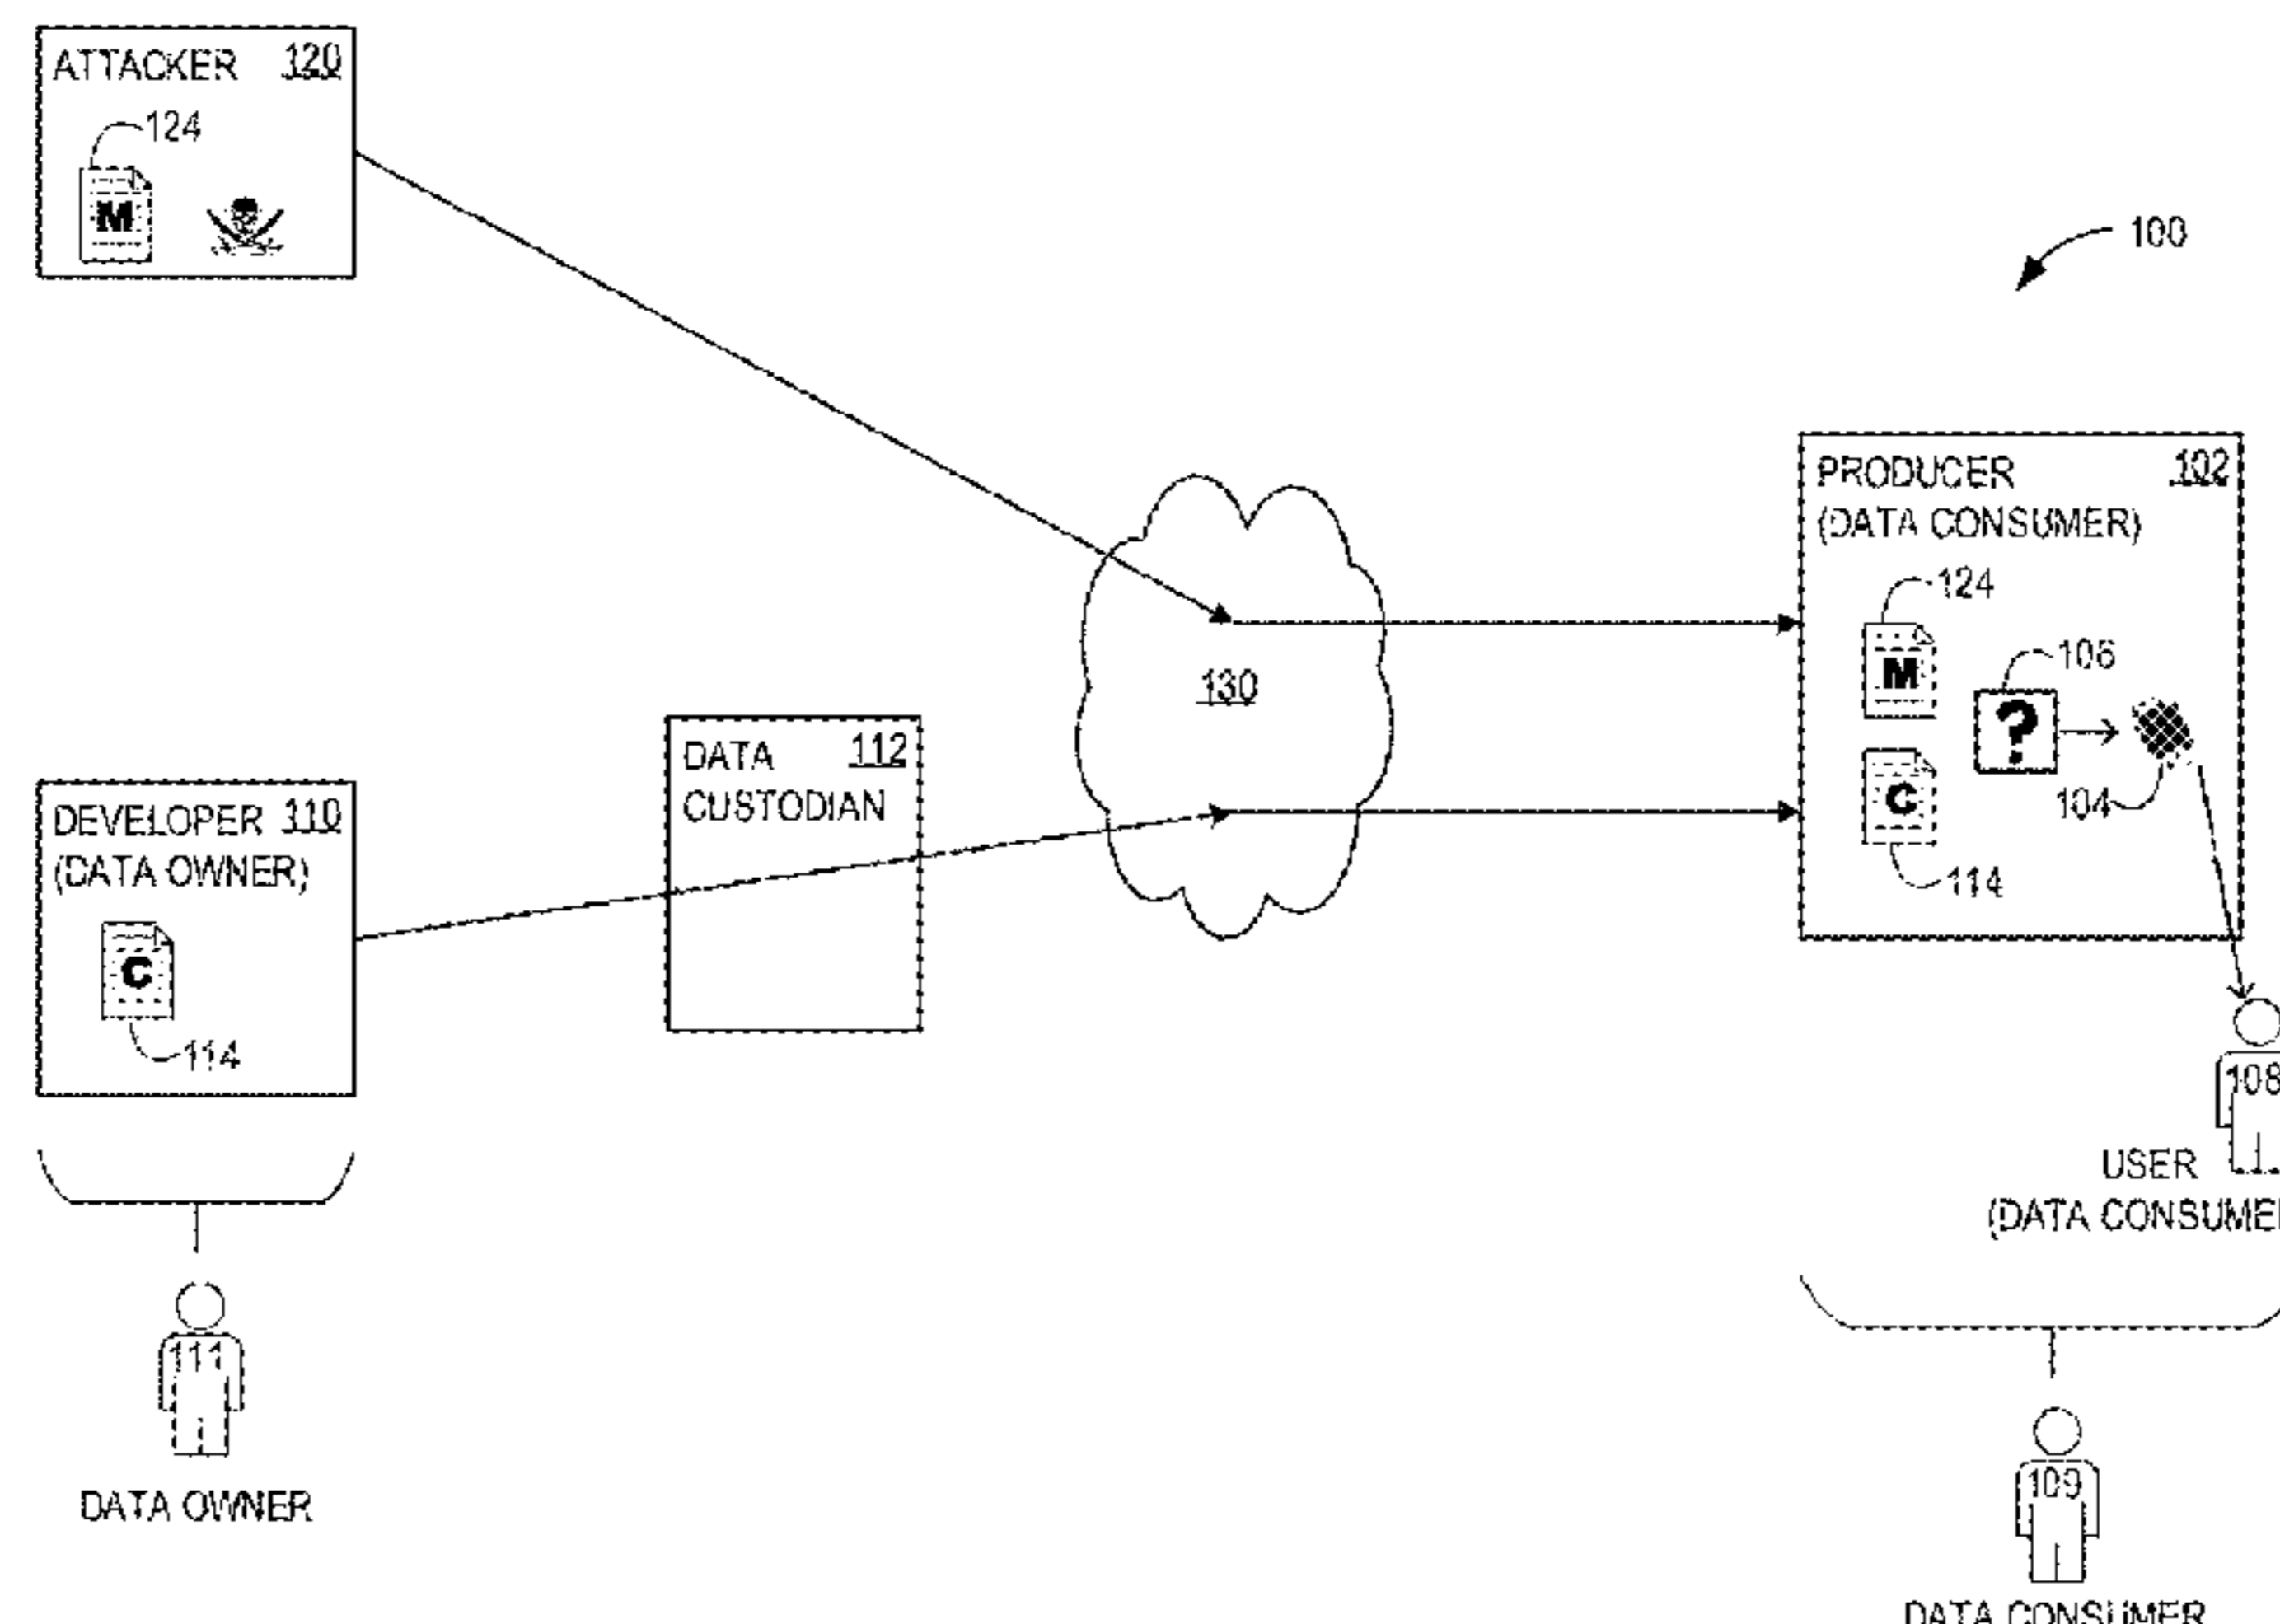 ATTACKER 120
124
M
100
PRODUCER 102
(DATA CONSUMER)
124
M
106
?
104
C
114
130
DATA 112
CUSTODIAN
DEVELOPER 110
(DATA OWNER)
C
114
108
USER
(DATA CONSUME
111
DATA OWNER
109
DATA CONSUMER